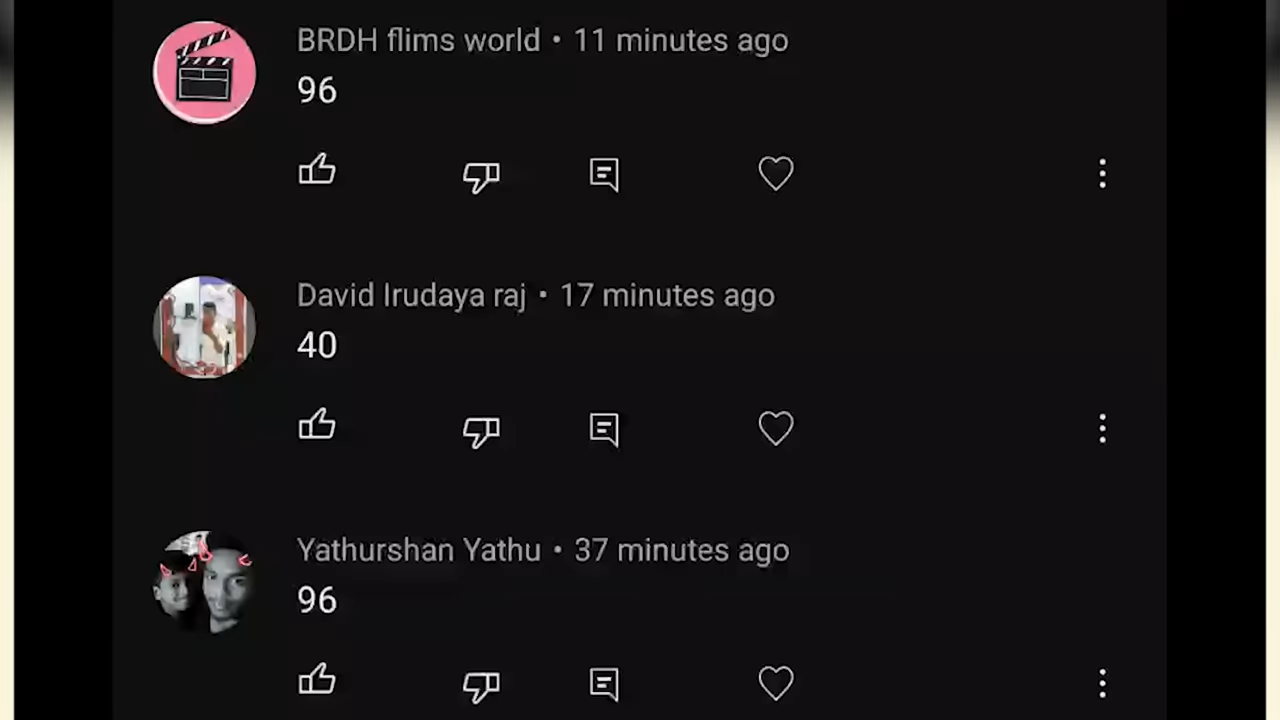 BRDH flims world • 11 minutes ago
96
David Irudaya raj • 17 minutes ago
40
Yathurshan Yathu • 37 minutes ago
96